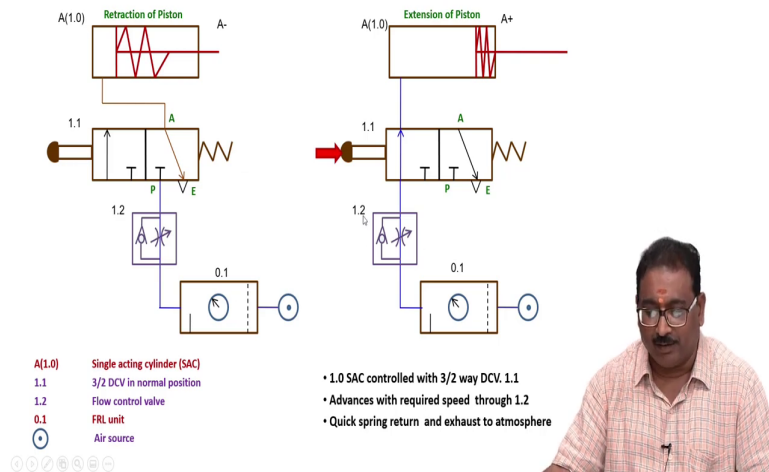 A(1.0)
Retraction of Piston
A-
1.1
A
P
E
1.2
0.1
A(1.0)
Extension of Piston
A+
1.1
A
P
E
1.2
0.1
A(1.0) Single acting cylinder (SAC)
1.1 3/2 DCV in normal position
1.2 Flow control valve
0.1 FRL unit
Air source
• 1.0 SAC controlled with 3/2 way DCV. 1.1
• Advances with required speed through 1.2
• Quick spring return and exhaust to atmosphere